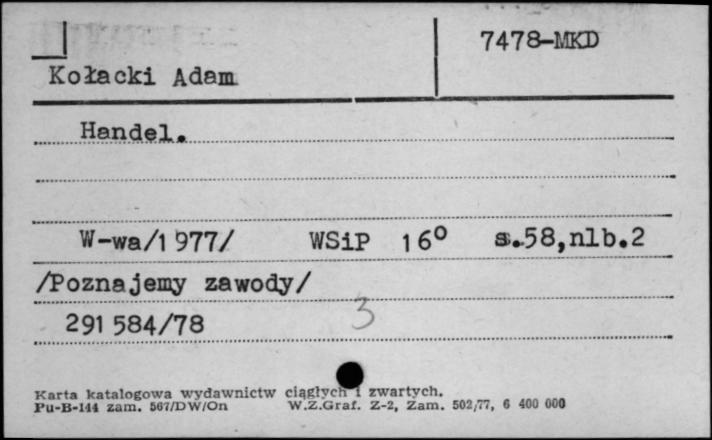 7478-MKD
Kołacki Adam
Handel.
W-wa/1977/ WSiP 16° s.58,nlb.2
/Poznajemy zawody/
291 584/78 3
Karta katalogowa wydawnictw ciągłych i zwartych.
Pu-B-144 zam. 567/DW/On W.Z.Graf. Z-2, Zam. 502/77, 6 400 000